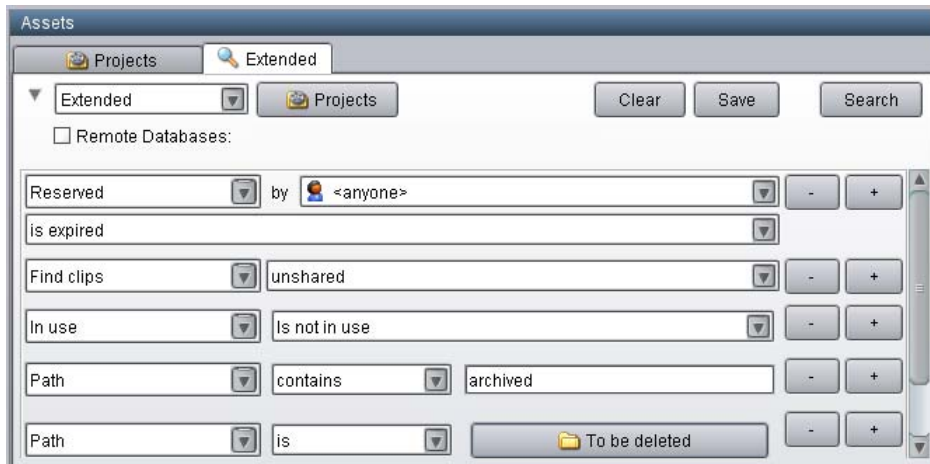 Assets
Projects
Extended
Extended
Projects
Clear
Save
Search
Remote Databases:
Reserved by <anyone> - +
is expired
Find clips unshared - +
In use Is not in use - +
Path contains archived - +
Path is To be deleted - +